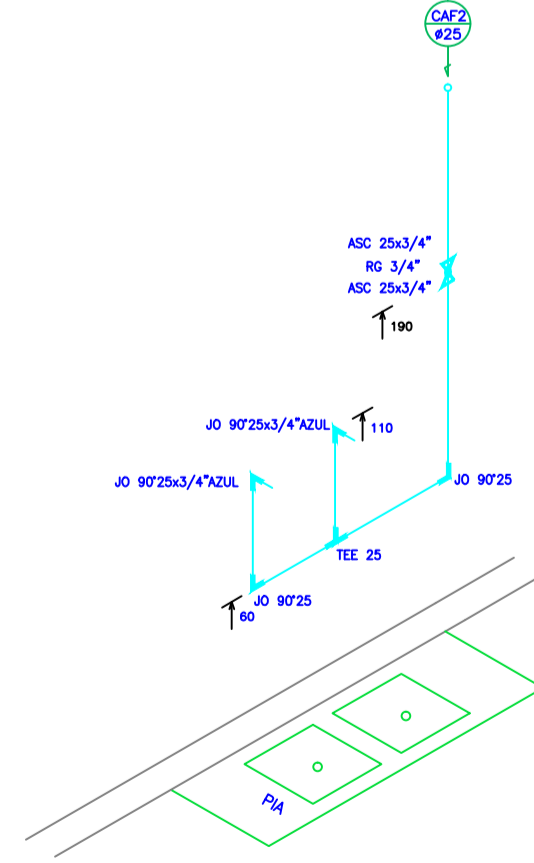 CAF2
ø25
ASC 25x3/4"
RG 3/4"
ASC 25x3/4"
190
JO 90°25x3/4"AZUL
110
JO 90°25x3/4"AZUL
JO 90°25
TEE 25
JO 90°25
60
PIA